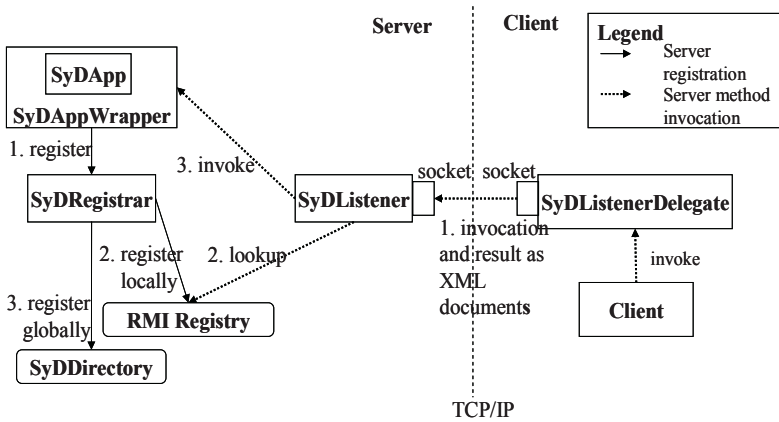 Server
Client
Legend
Server
registration
Server method
invocation
SyDApp
SyDAppWrapper
1. register
3. invoke
socket
socket
SyDRegistrar
SyDListener
SyDListenerDelegate
2. register
locally
2. lookup
1. invocation
and result as
XML
documents
invoke
3. register
globally
RMI Registry
Client
SyDDirectory
TCP/IP